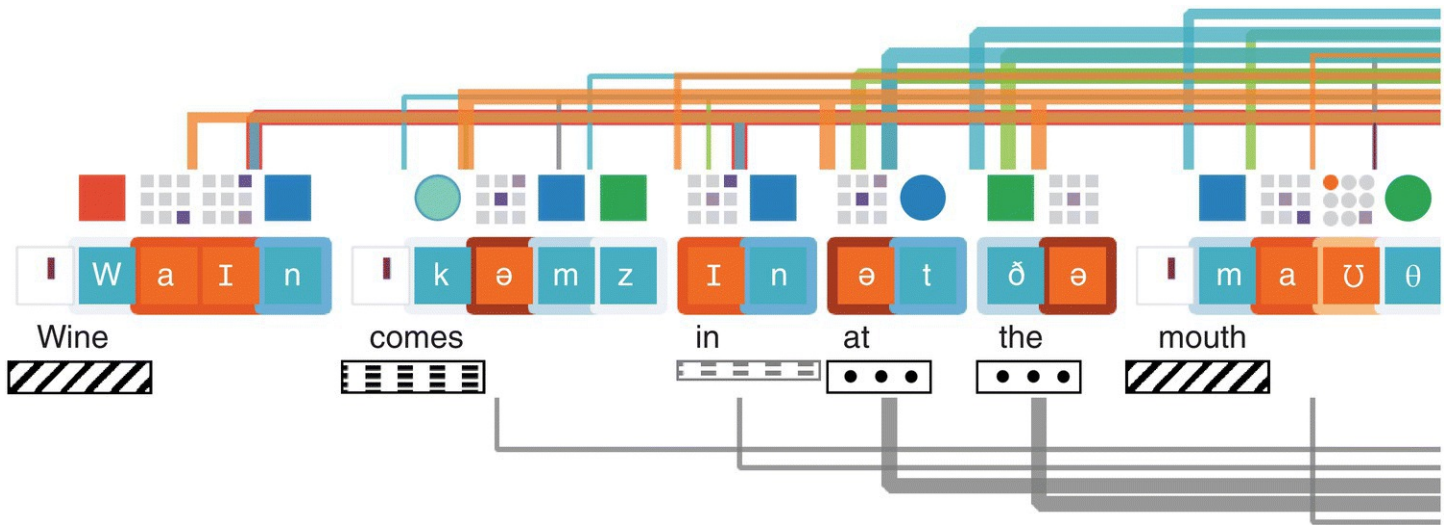 ˈ W a ɪ n ˈ k ə m z ɪ n ə t ð ə ˈ m a ʊ θ
Wine comes in at the mouth